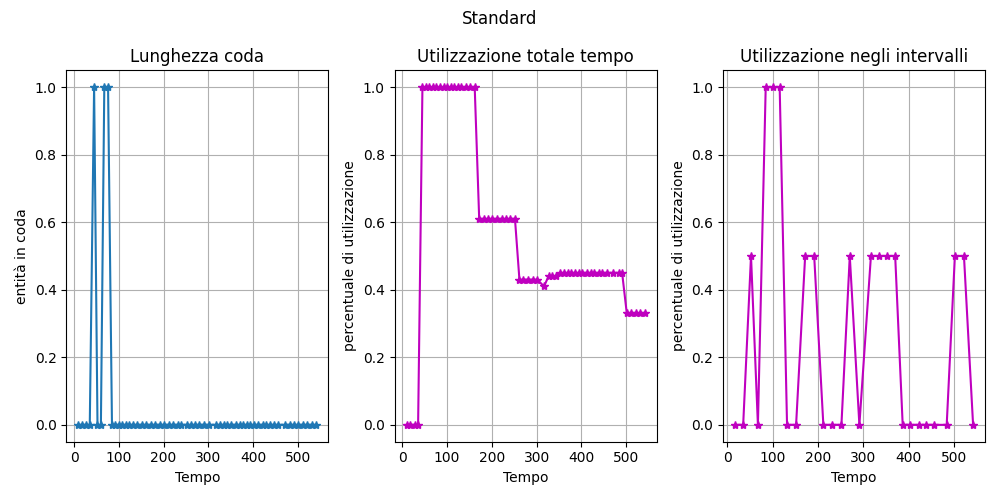 Standard
Lunghezza coda
entità in coda
1.0
0.8
0.6
0.4
0.2
0.0
0 100 200 300 400 500
Tempo
Utilizzazione totale tempo
percentuale di utilizzazione
1.0
0.8
0.6
0.4
0.2
0.0
0 100 200 300 400 500
Tempo
Utilizzazione negli intervalli
percentuale di utilizzazione
1.0
0.8
0.6
0.4
0.2
0.0
0 100 200 300 400 500
Tempo